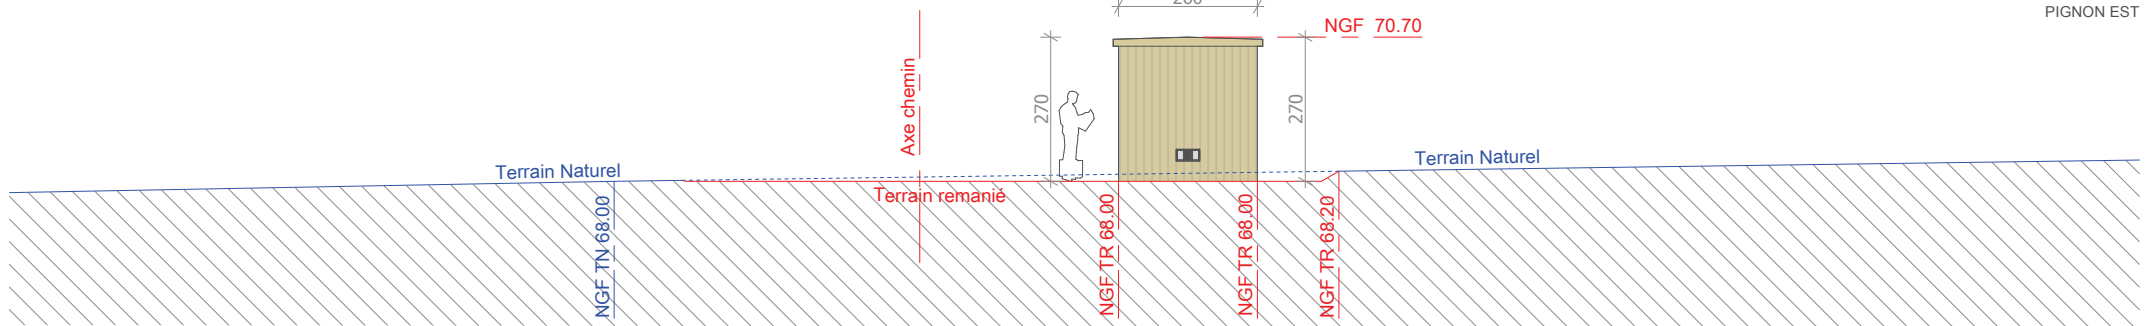 PIGNON EST
NGF 70.70
270
270
Axe chemin
Terrain Naturel
Terrain Naturel
Terrain remanié
NGF TN 68.00
NGF TR 68.00
NGF TR 68.00
NGF TR 68.20